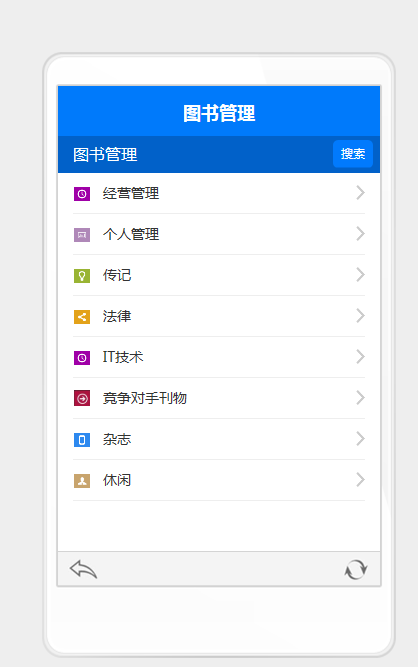 图书管理
图书管理 搜索
经营管理
个人管理
传记
法律
IT技术
竞争对手刊物
杂志
休闲